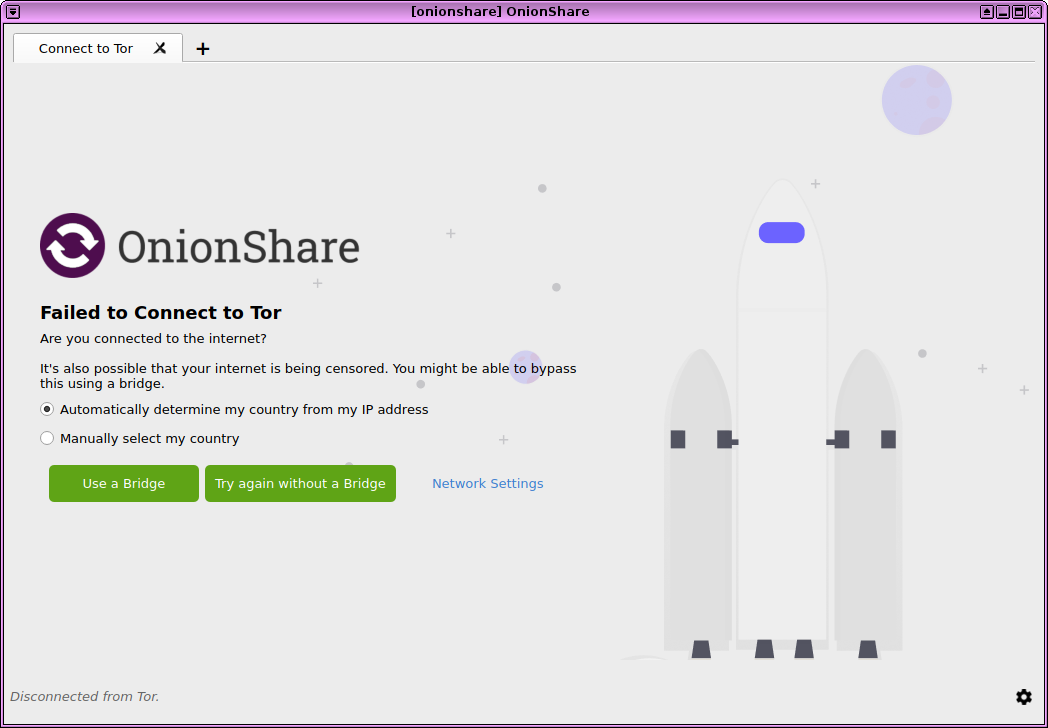 [onionshare] OnionShare
Connect to Tor
OnionShare
Failed to Connect to Tor
Are you connected to the internet?
It's also possible that your internet is being censored. You might be able to bypass
this using a bridge.
Automatically determine my country from my IP address
Manually select my country
Use a Bridge Try again without a Bridge Network Settings
Disconnected from Tor.